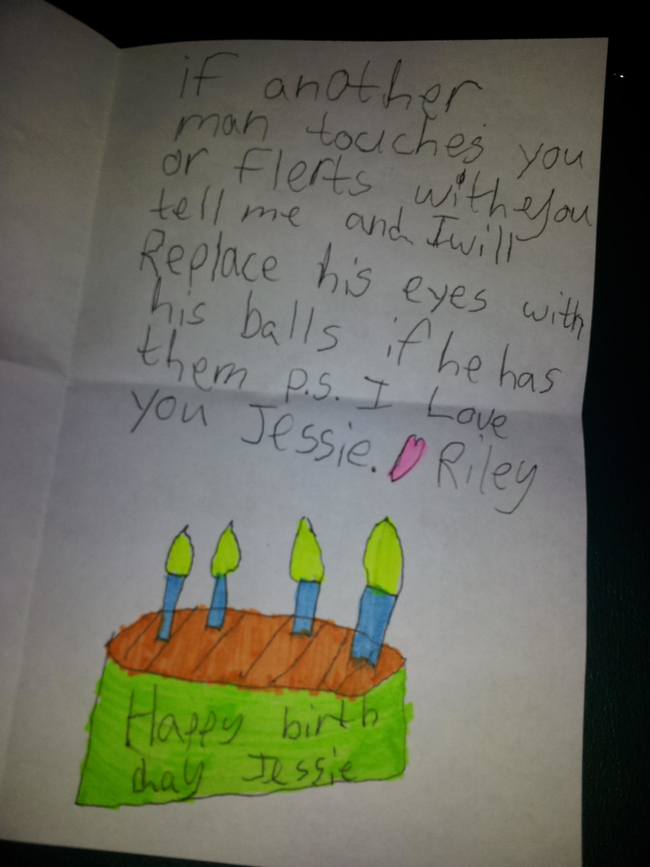 if another
man touches you
or flerts with you
tell me and I will
Replace his eyes with
his balls if he has
them P.S. I Love
you Jessie. Riley
Happy birth
day Jessie